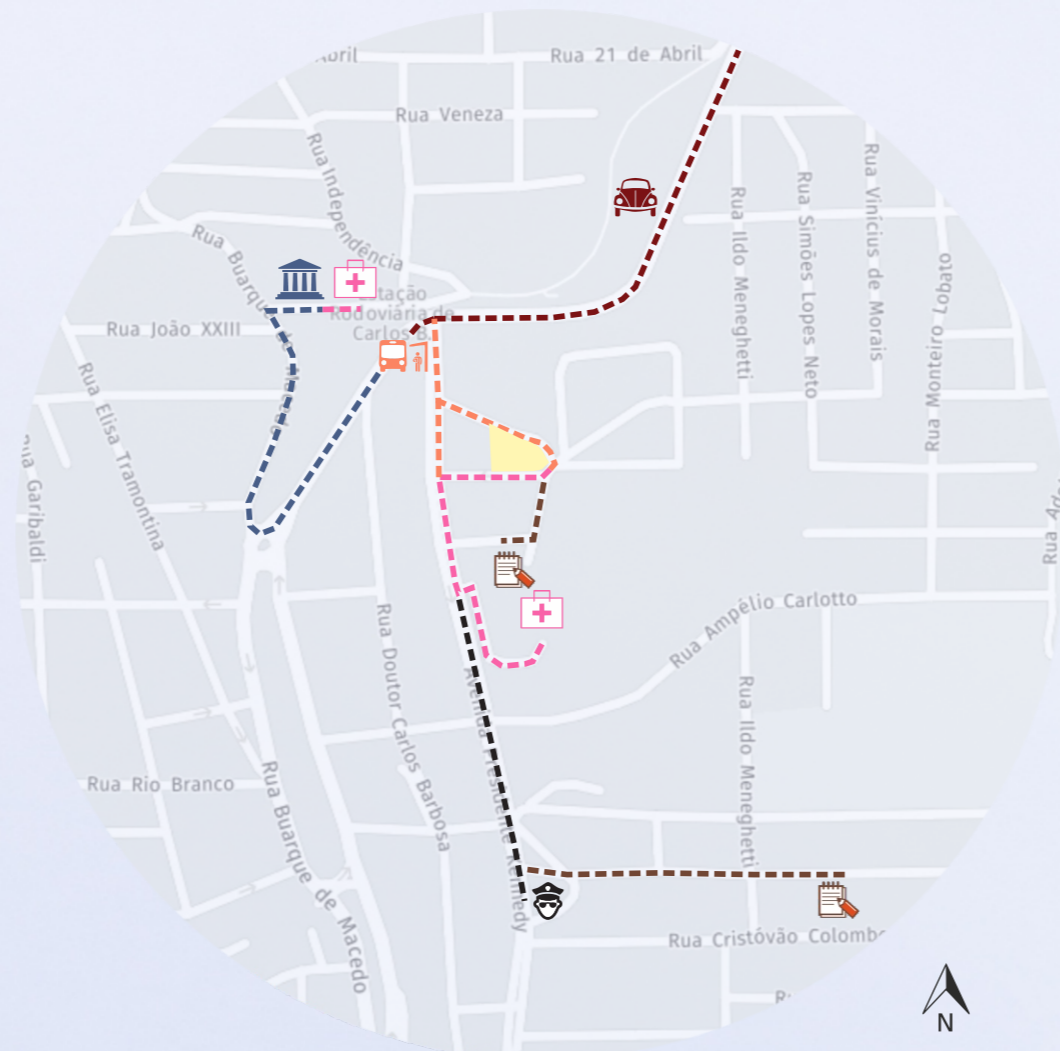 Abril
Rua 21 de Abril
Rua Veneza
Rua Independência
Rua Buarque de Macedo
Estação
Rodoviária de
Carlos B.
Rua João XXIII
Rua Elisa Tramontina
Rua Garibaldi
Rua Ildo Meneghetti
Rua Simões Lopes Neto
Rua Vinícius de Morais
Rua Monteiro Lobato
Rua Ampélio Carlotto
Rua Doutor Carlos Barbosa
Avenida Presidente Kennedy
Rua Ildo Meneghetti
Rua Rio Branco
Rua Buarque de Macedo
Rua Cristóvão Colombo
N